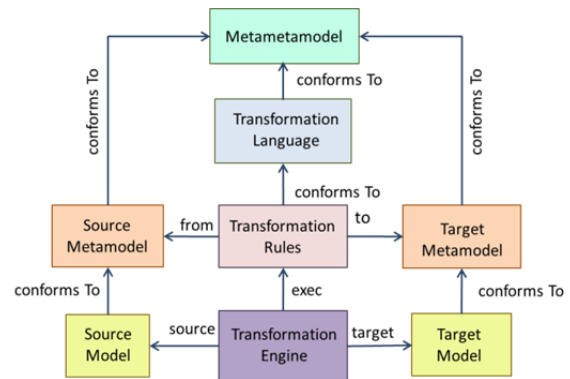 Metametamodel
conforms To
conforms To
conforms To
Transformation
Language
conforms To
Source
Metamodel
from
Transformation
Rules
to
Target
Metamodel
conforms To
exec
conforms To
Source
Model
source
Transformation
Engine
target
Target
Model